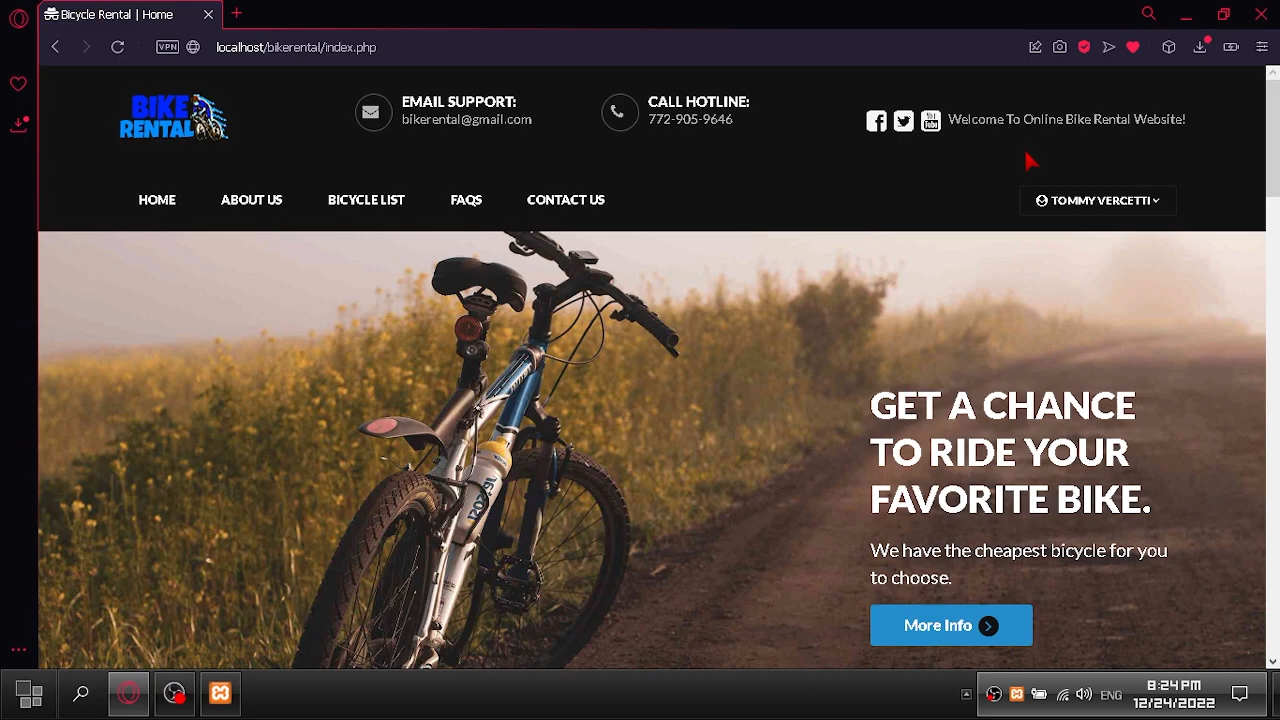 Bicycle Rental | Home
VPN
localhost/bikerental/index.php
BIKE
RENTAL
EMAIL SUPPORT:
bikerental@gmail.com
CALL HOTLINE:
772-905-9646
You
Tube
Welcome To Online Bike Rental Website!
HOME
ABOUT US
BICYCLE LIST
FAQS
CONTACT US
TOMMY VERCETTI
GET A CHANCE
TO RIDE YOUR
FAVORITE BIKE.
We have the cheapest bicycle for you
to choose.
More Info
ENG
8:24 PM
12/24/2022